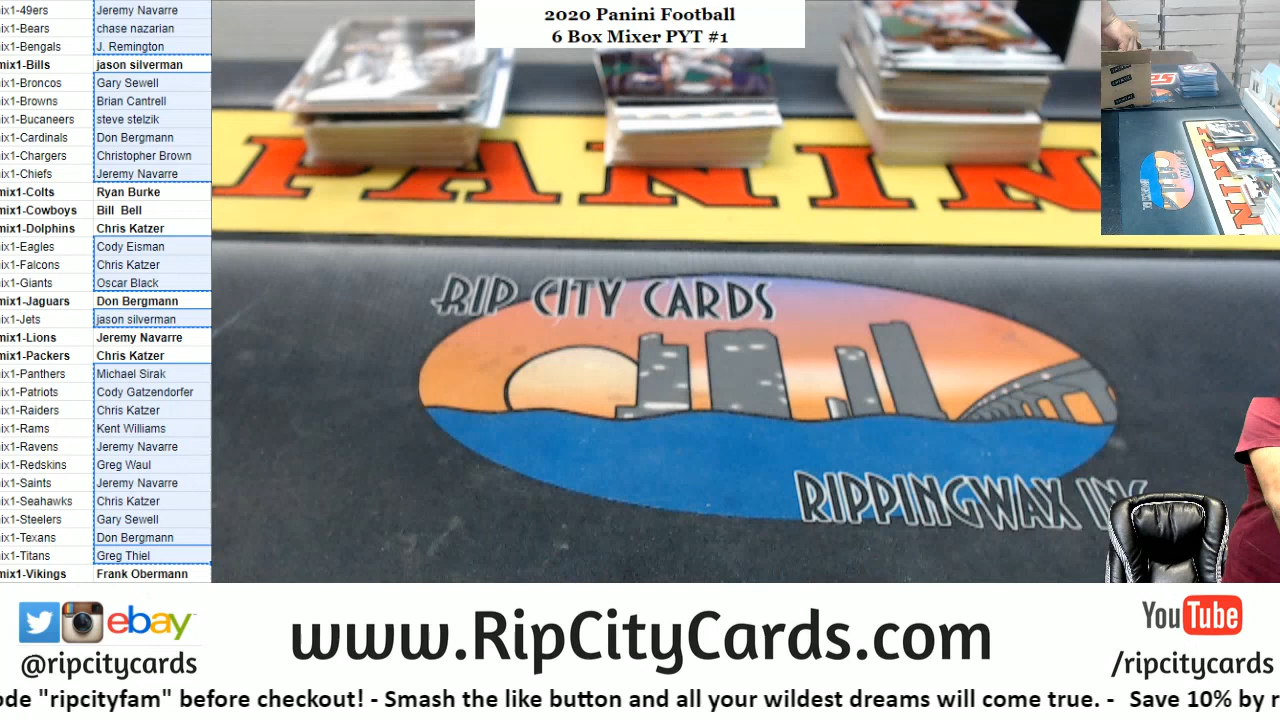 2020 Panini Football
6 Box Mixer PYT #1
ix1-49ers Jeremy Navarre
ix1-Bears chase nazarian
ix1-Bengals J. Remington
mix1-Bills jason silverman
ix1-Broncos Gary Sewell
ix1-Browns Brian Cantrell
ix1-Bucaneers steve stelzik
ix1-Cardinals Don Bergmann
ix1-Chargers Christopher Brown
ix1-Chiefs Jeremy Navarre
mix1-Colts Ryan Burke
mix1-Cowboys Bill Bell
mix1-Dolphins Chris Katzer
ix1-Eagles Cody Eisman
ix1-Falcons Chris Katzer
ix1-Giants Oscar Black
mix1-Jaguars Don Bergmann
ix1-Jets jason silverman
mix1-Lions Jeremy Navarre
mix1-Packers Chris Katzer
ix1-Panthers Michael Sirak
ix1-Patriots Cody Gatzendorfer
ix1-Raiders Chris Katzer
ix1-Rams Kent Williams
ix1-Ravens Jeremy Navarre
ix1-Redskins Greg Waul
ix1-Saints Jeremy Navarre
ix1-Seahawks Chris Katzer
ix1-Steelers Gary Sewell
ix1-Texans Don Bergmann
ix1-Titans Greg Thiel
mix1-Vikings Frank Obermann
PANIN
RIP CITY CARDS
RIPPINGWAX INC
ebay
@ripcitycards
www.RipCityCards.com
YouTube
/ripcitycards
ode "ripcityfam" before checkout! - Smash the like button and all your wildest dreams will come true. - Save 10% by r